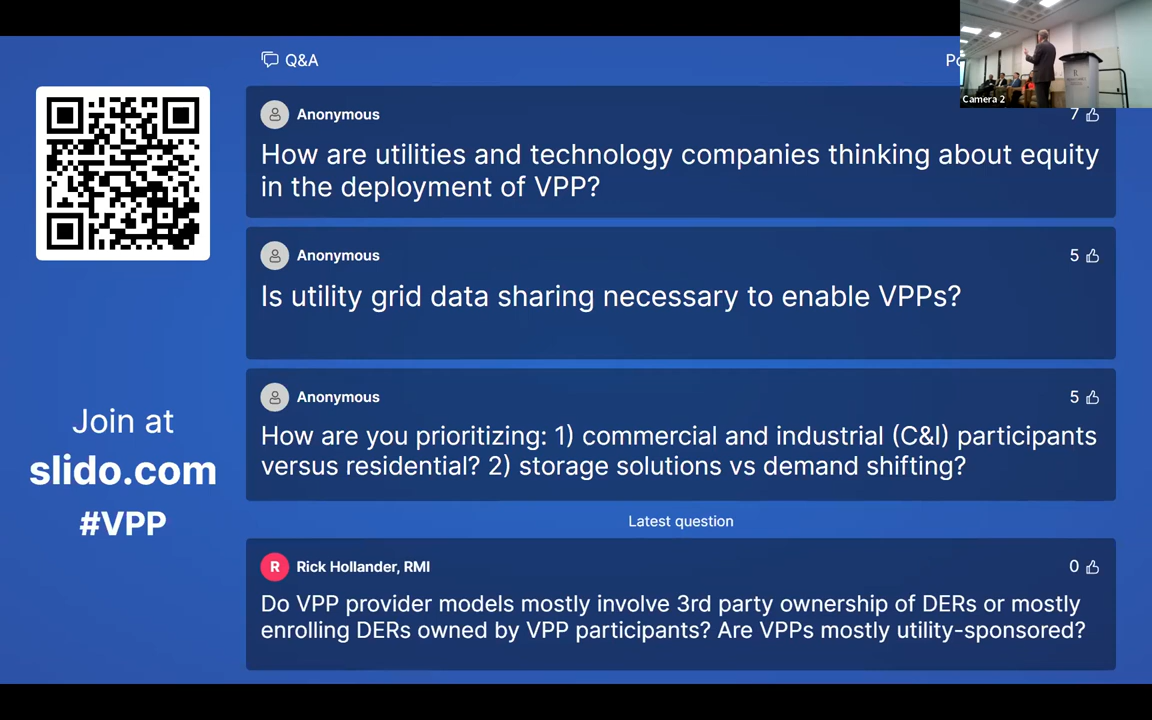 Q&A
Camera 2
Anonymous
7
How are utilities and technology companies thinking about equity
in the deployment of VPP?
Anonymous
5
Is utility grid data sharing necessary to enable VPPs?
Anonymous
5
How are you prioritizing: 1) commercial and industrial (C&I) participants
versus residential? 2) storage solutions vs demand shifting?
Join at
slido.com
#VPP
Latest question
R
Rick Hollander, RMI
0
Do VPP provider models mostly involve 3rd party ownership of DERs or mostly
enrolling DERs owned by VPP participants? Are VPPs mostly utility-sponsored?